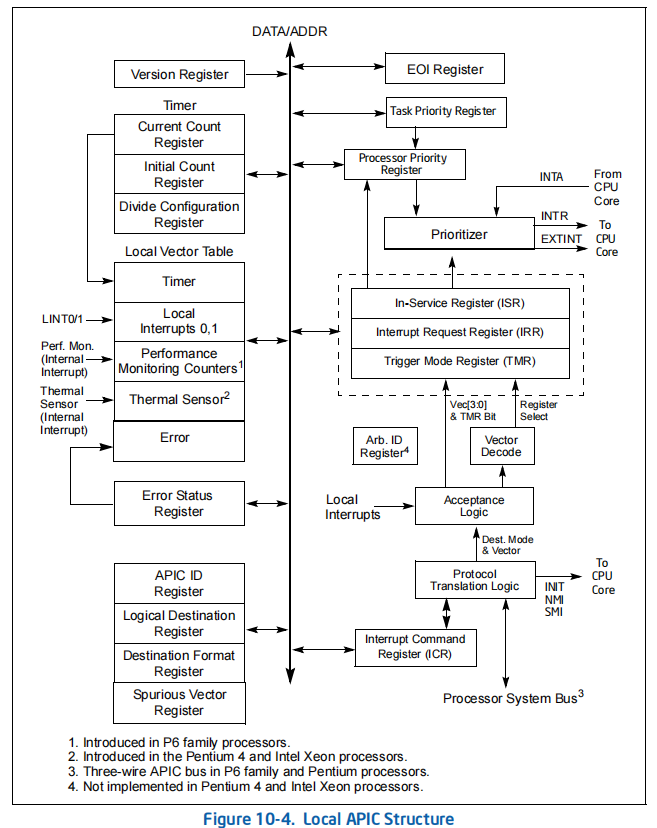 DATA/ADDR
Version Register
EOI Register
Timer
Current Count
Register
Initial Count
Register
Divide Configuration
Register
Task Priority Register
Processor Priority
Register
INTA
From
CPU
Core
Prioritizer
INTR
EXTINT
To
CPU
Core
Local Vector Table
Timer
LINT0/1
Local
Interrupts 0,1
Perf. Mon.
(Internal
Interrupt)
Performance
Monitoring Counters1
Thermal
Sensor
(Internal
Interrupt)
Thermal Sensor2
Error
Error Status
Register
In-Service Register (ISR)
Interrupt Request Register (IRR)
Trigger Mode Register (TMR)
Vec[3:0]
& TMR Bit
Register
Select
Arb. ID
Register4
Vector
Decode
Local
Interrupts
Acceptance
Logic
Dest. Mode
& Vector
Protocol
Translation Logic
To
CPU
Core
INIT
NMI
SMI
APIC ID
Register
Logical Destination
Register
Destination Format
Register
Spurious Vector
Register
Interrupt Command
Register (ICR)
Processor System Bus3
1. Introduced in P6 family processors.
2. Introduced in the Pentium 4 and Intel Xeon processors.
3. Three-wire APIC bus in P6 family and Pentium processors.
4. Not implemented in Pentium 4 and Intel Xeon processors.
Figure 10-4. Local APIC Structure